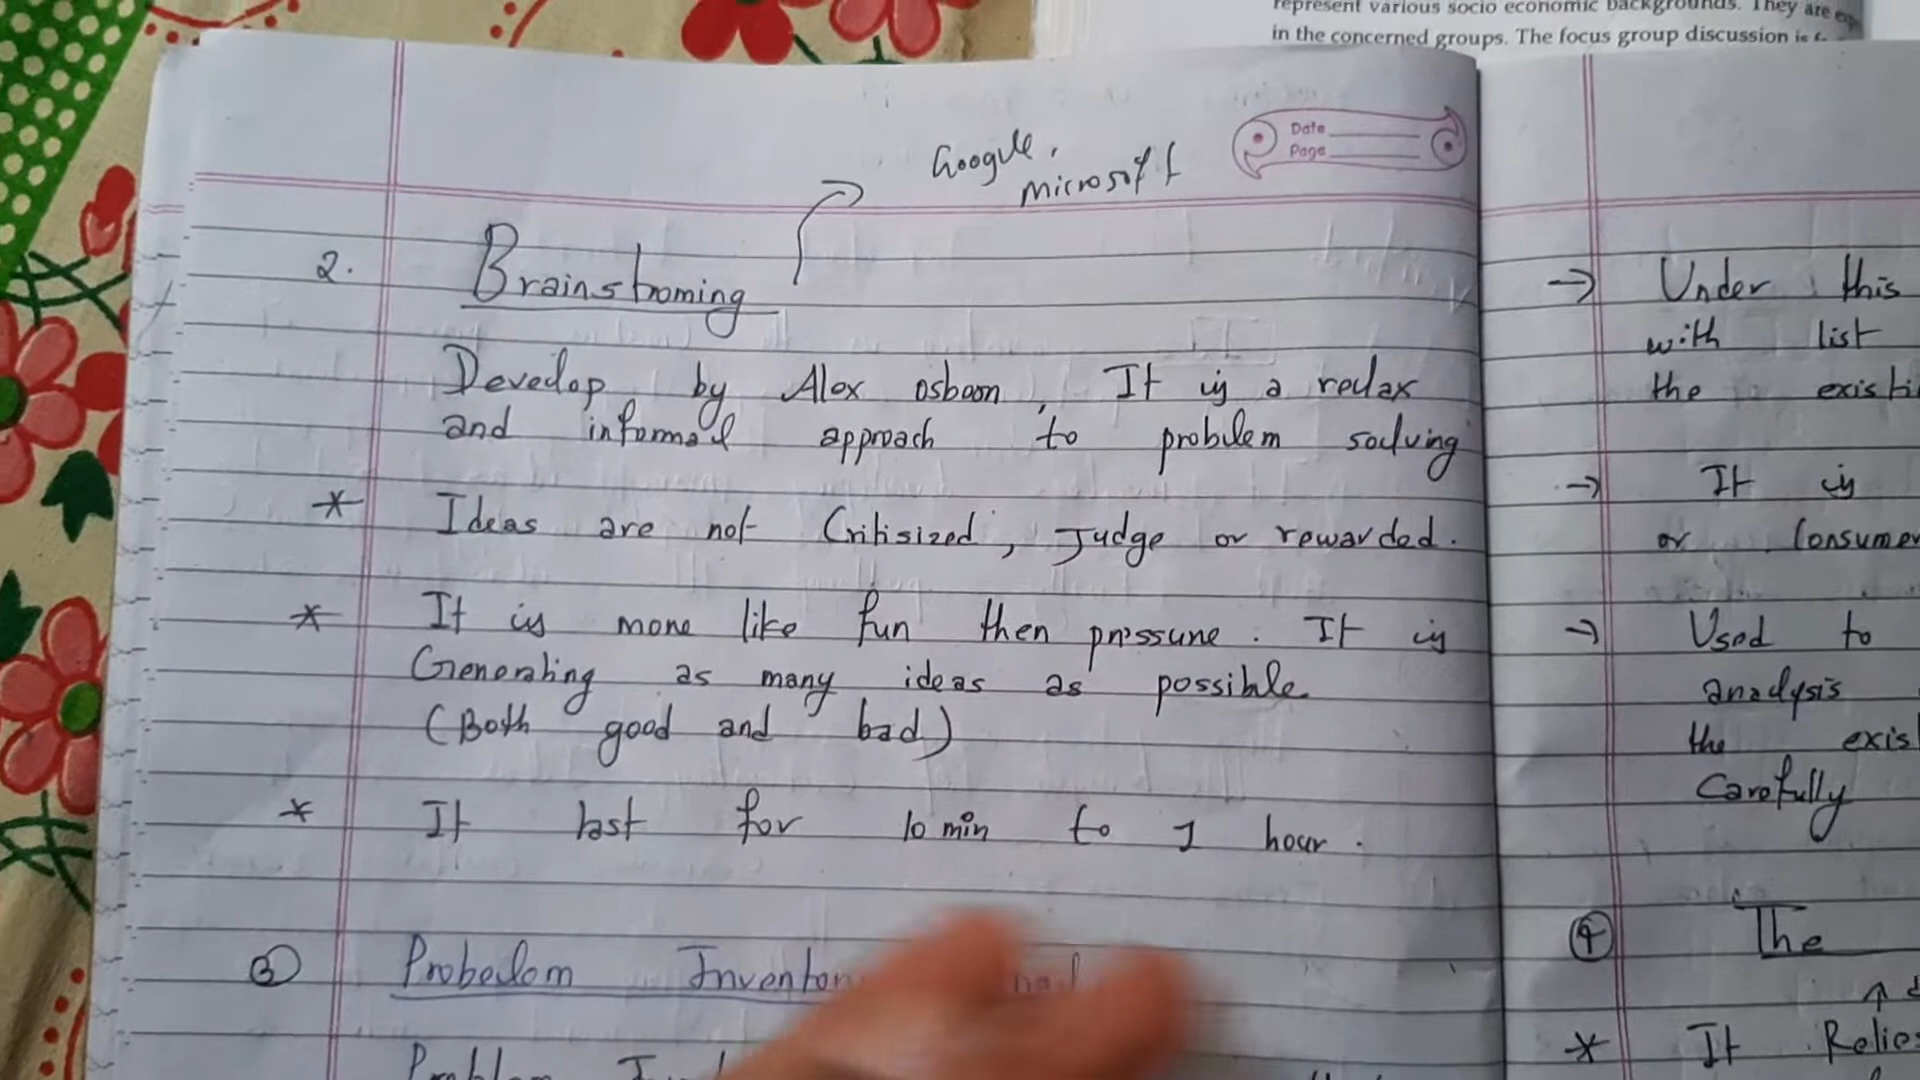 represent various socio economic backgrounds. They are
in the concerned groups. The focus group discussion is
Google,
microsoft
Date
Page
2. Brainstroming
Develop by Alex osboon, It is a relax
and informal approach to problem solving
* Ideas are not Critisized, Judge or rewarded.
* It is more like fun then pressure. It is
Generating as many ideas as possible
(Both good and bad)
* It last for 10 min to 1 hour.
③ Probelom Inventor
Problem
→ Under this
with list
the
→ It is
or Consumer
→ Used to
analysis
the
Carefully
④ The
* It